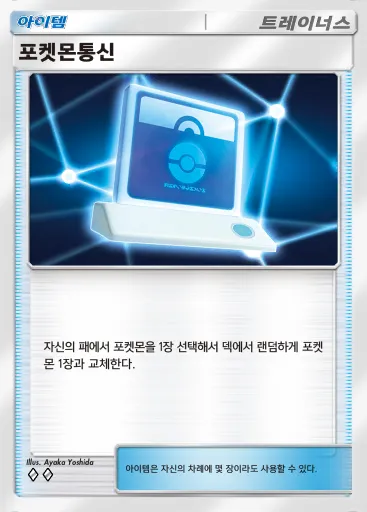 아이템
트레이너스
포켓몬통신
자신의 패에서 포켓몬을 1장 선택해서 덱에서 랜덤하게 포켓
몬 1장과 교체한다.
Illus. Ayaka Yoshida
아이템은 자신의 차례에 몇 장이라도 사용할 수 있다.